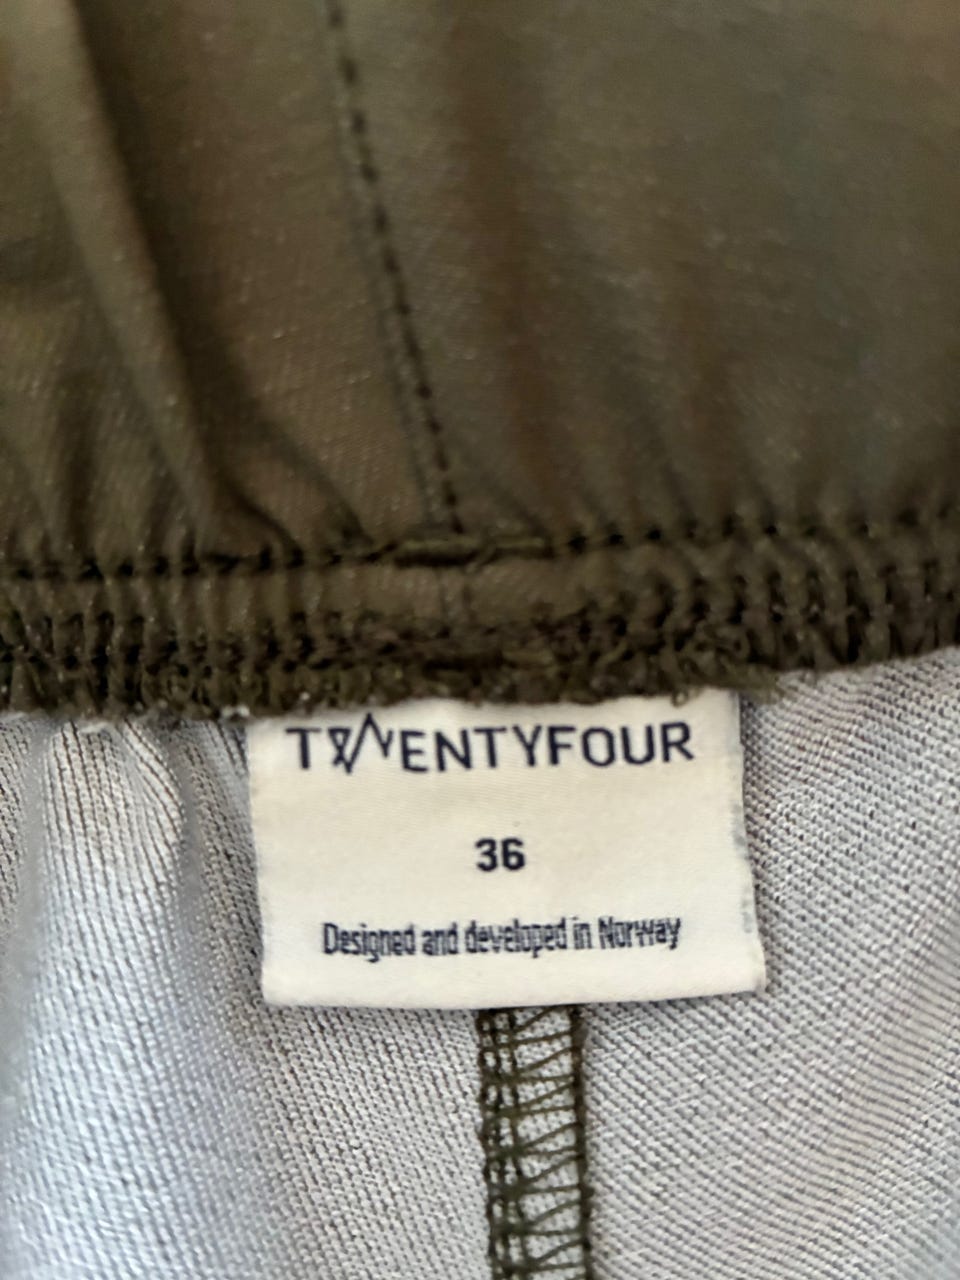 TWENTYFOUR
36
Designed and developed in Norway